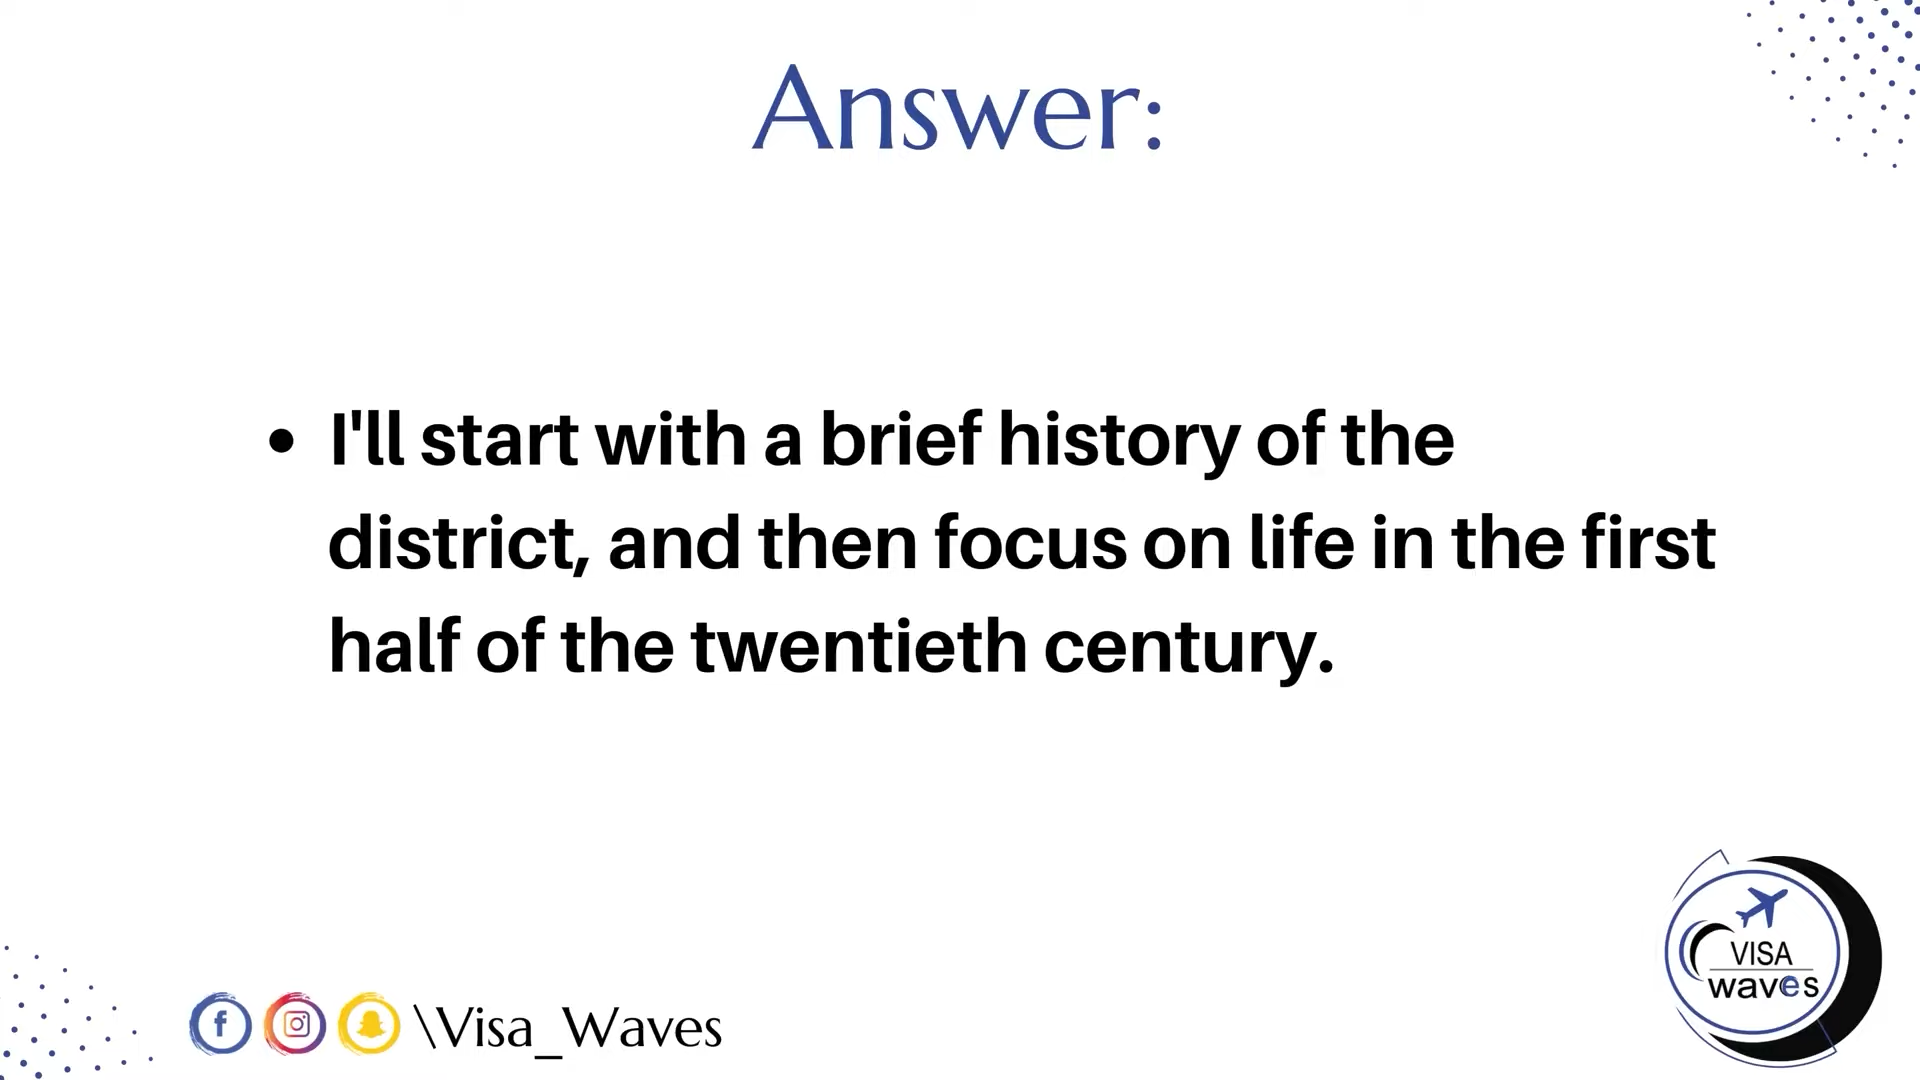 Answer:
• I'll start with a brief history of the
district, and then focus on life in the first
half of the twentieth century.
VISA
waves
\Visa_Waves